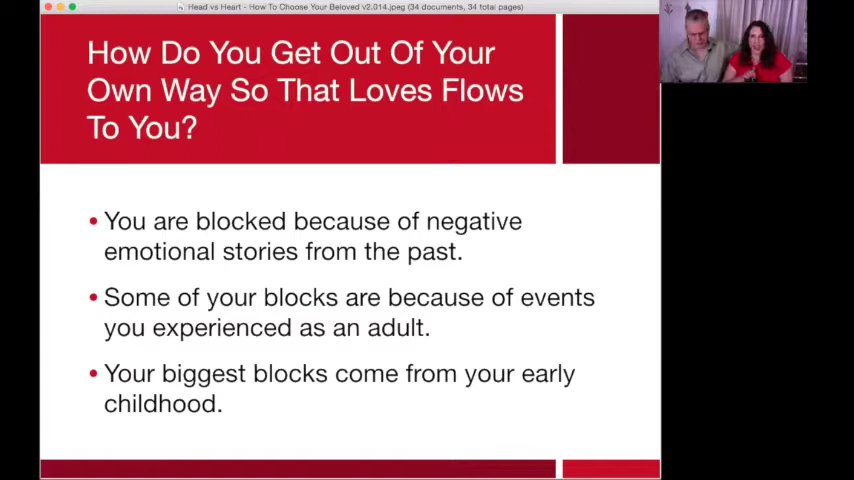 Head vs Heart - How To Choose Your Beloved v2.014.jpeg (34 documents, 34 total pages)
How Do You Get Out Of Your
Own Way So That Loves Flows
To You?
• You are blocked because of negative
emotional stories from the past.
• Some of your blocks are because of events
you experienced as an adult.
• Your biggest blocks come from your early
childhood.